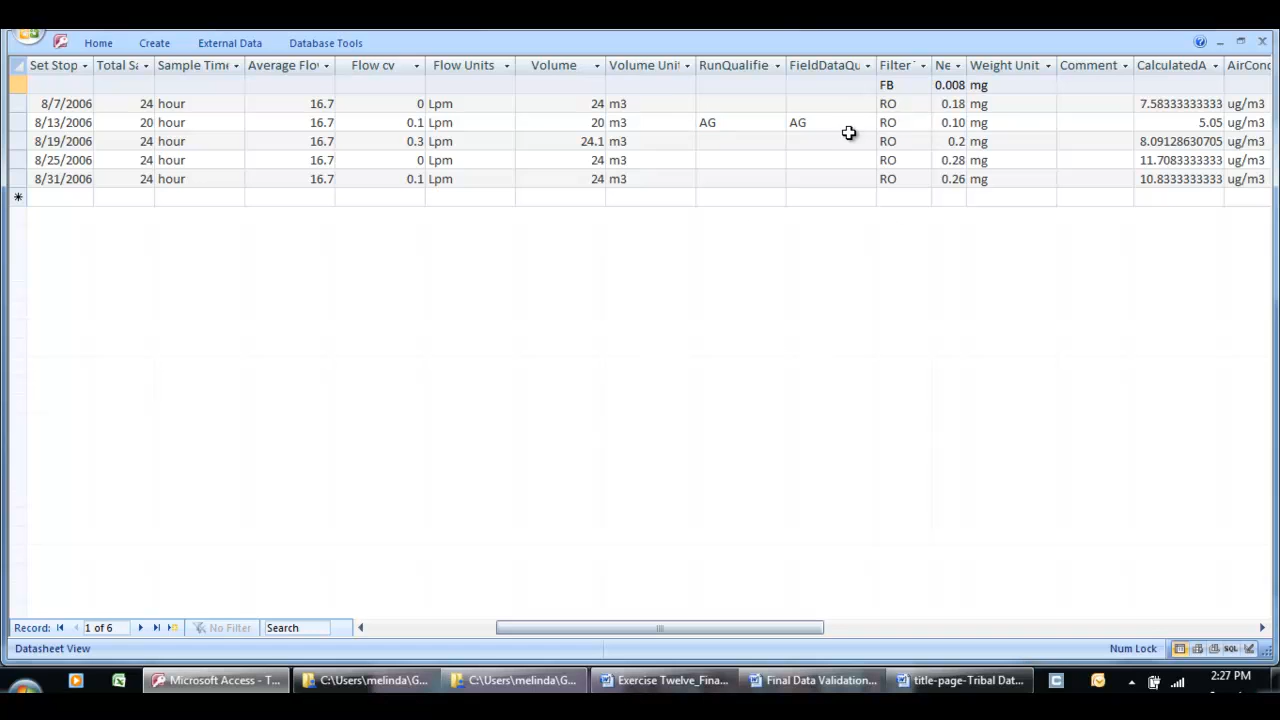 Home Create External Data Database Tools
Set Stop Total Sa Sample Time Average Flow Flow cv Flow Units Volume Volume Unit RunQualifie FieldDataQu Filter Ne Weight Unit Comment CalculatedA AirCond
FB 0.008 mg
8/7/2006 24 hour 16.7 0 Lpm 24 m3 RO 0.18 mg 7.58333333333 ug/m3
8/13/2006 20 hour 16.7 0.1 Lpm 20 m3 AG AG RO 0.10 mg 5.05 ug/m3
8/19/2006 24 hour 16.7 0.3 Lpm 24.1 m3 RO 0.2 mg 8.09128630705 ug/m3
8/25/2006 24 hour 16.7 0 Lpm 24 m3 RO 0.28 mg 11.7083333333 ug/m3
8/31/2006 24 hour 16.7 0.1 Lpm 24 m3 RO 0.26 mg 10.8333333333 ug/m3
Record: 1 of 6 No Filter Search
Datasheet View Num Lock SQL
Microsoft Access - T... C:\Users\melinda\G... C:\Users\melinda\G... Exercise Twelve_Fina... Final Data Validation... title-page-Tribal Dat... 2:27 PM